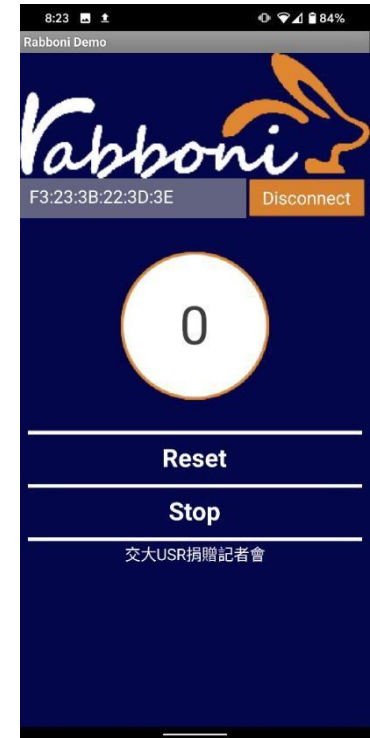 8:23 84%
Rabboni Demo
rabboni
F3:23:3B:22:3D:3E Disconnect
0
Reset
Stop
交大USR捐贈記者會